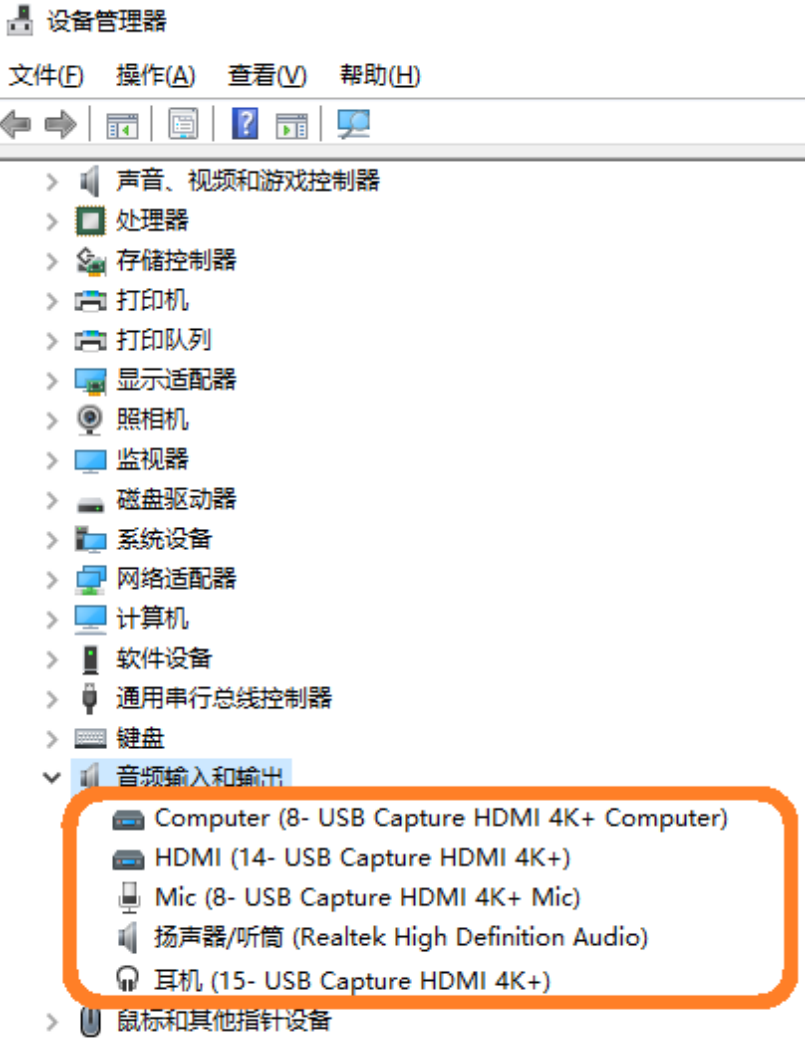 设备管理器
文件(F) 操作(A) 查看(V) 帮助(H)
声音、视频和游戏控制器
处理器
存储控制器
打印机
打印队列
显示适配器
照相机
监视器
磁盘驱动器
系统设备
网络适配器
计算机
软件设备
通用串行总线控制器
键盘
音频输入和输出
Computer (8- USB Capture HDMI 4K+ Computer)
HDMI (14- USB Capture HDMI 4K+)
Mic (8- USB Capture HDMI 4K+ Mic)
扬声器/听筒 (Realtek High Definition Audio)
耳机 (15- USB Capture HDMI 4K+)
鼠标和其他指针设备